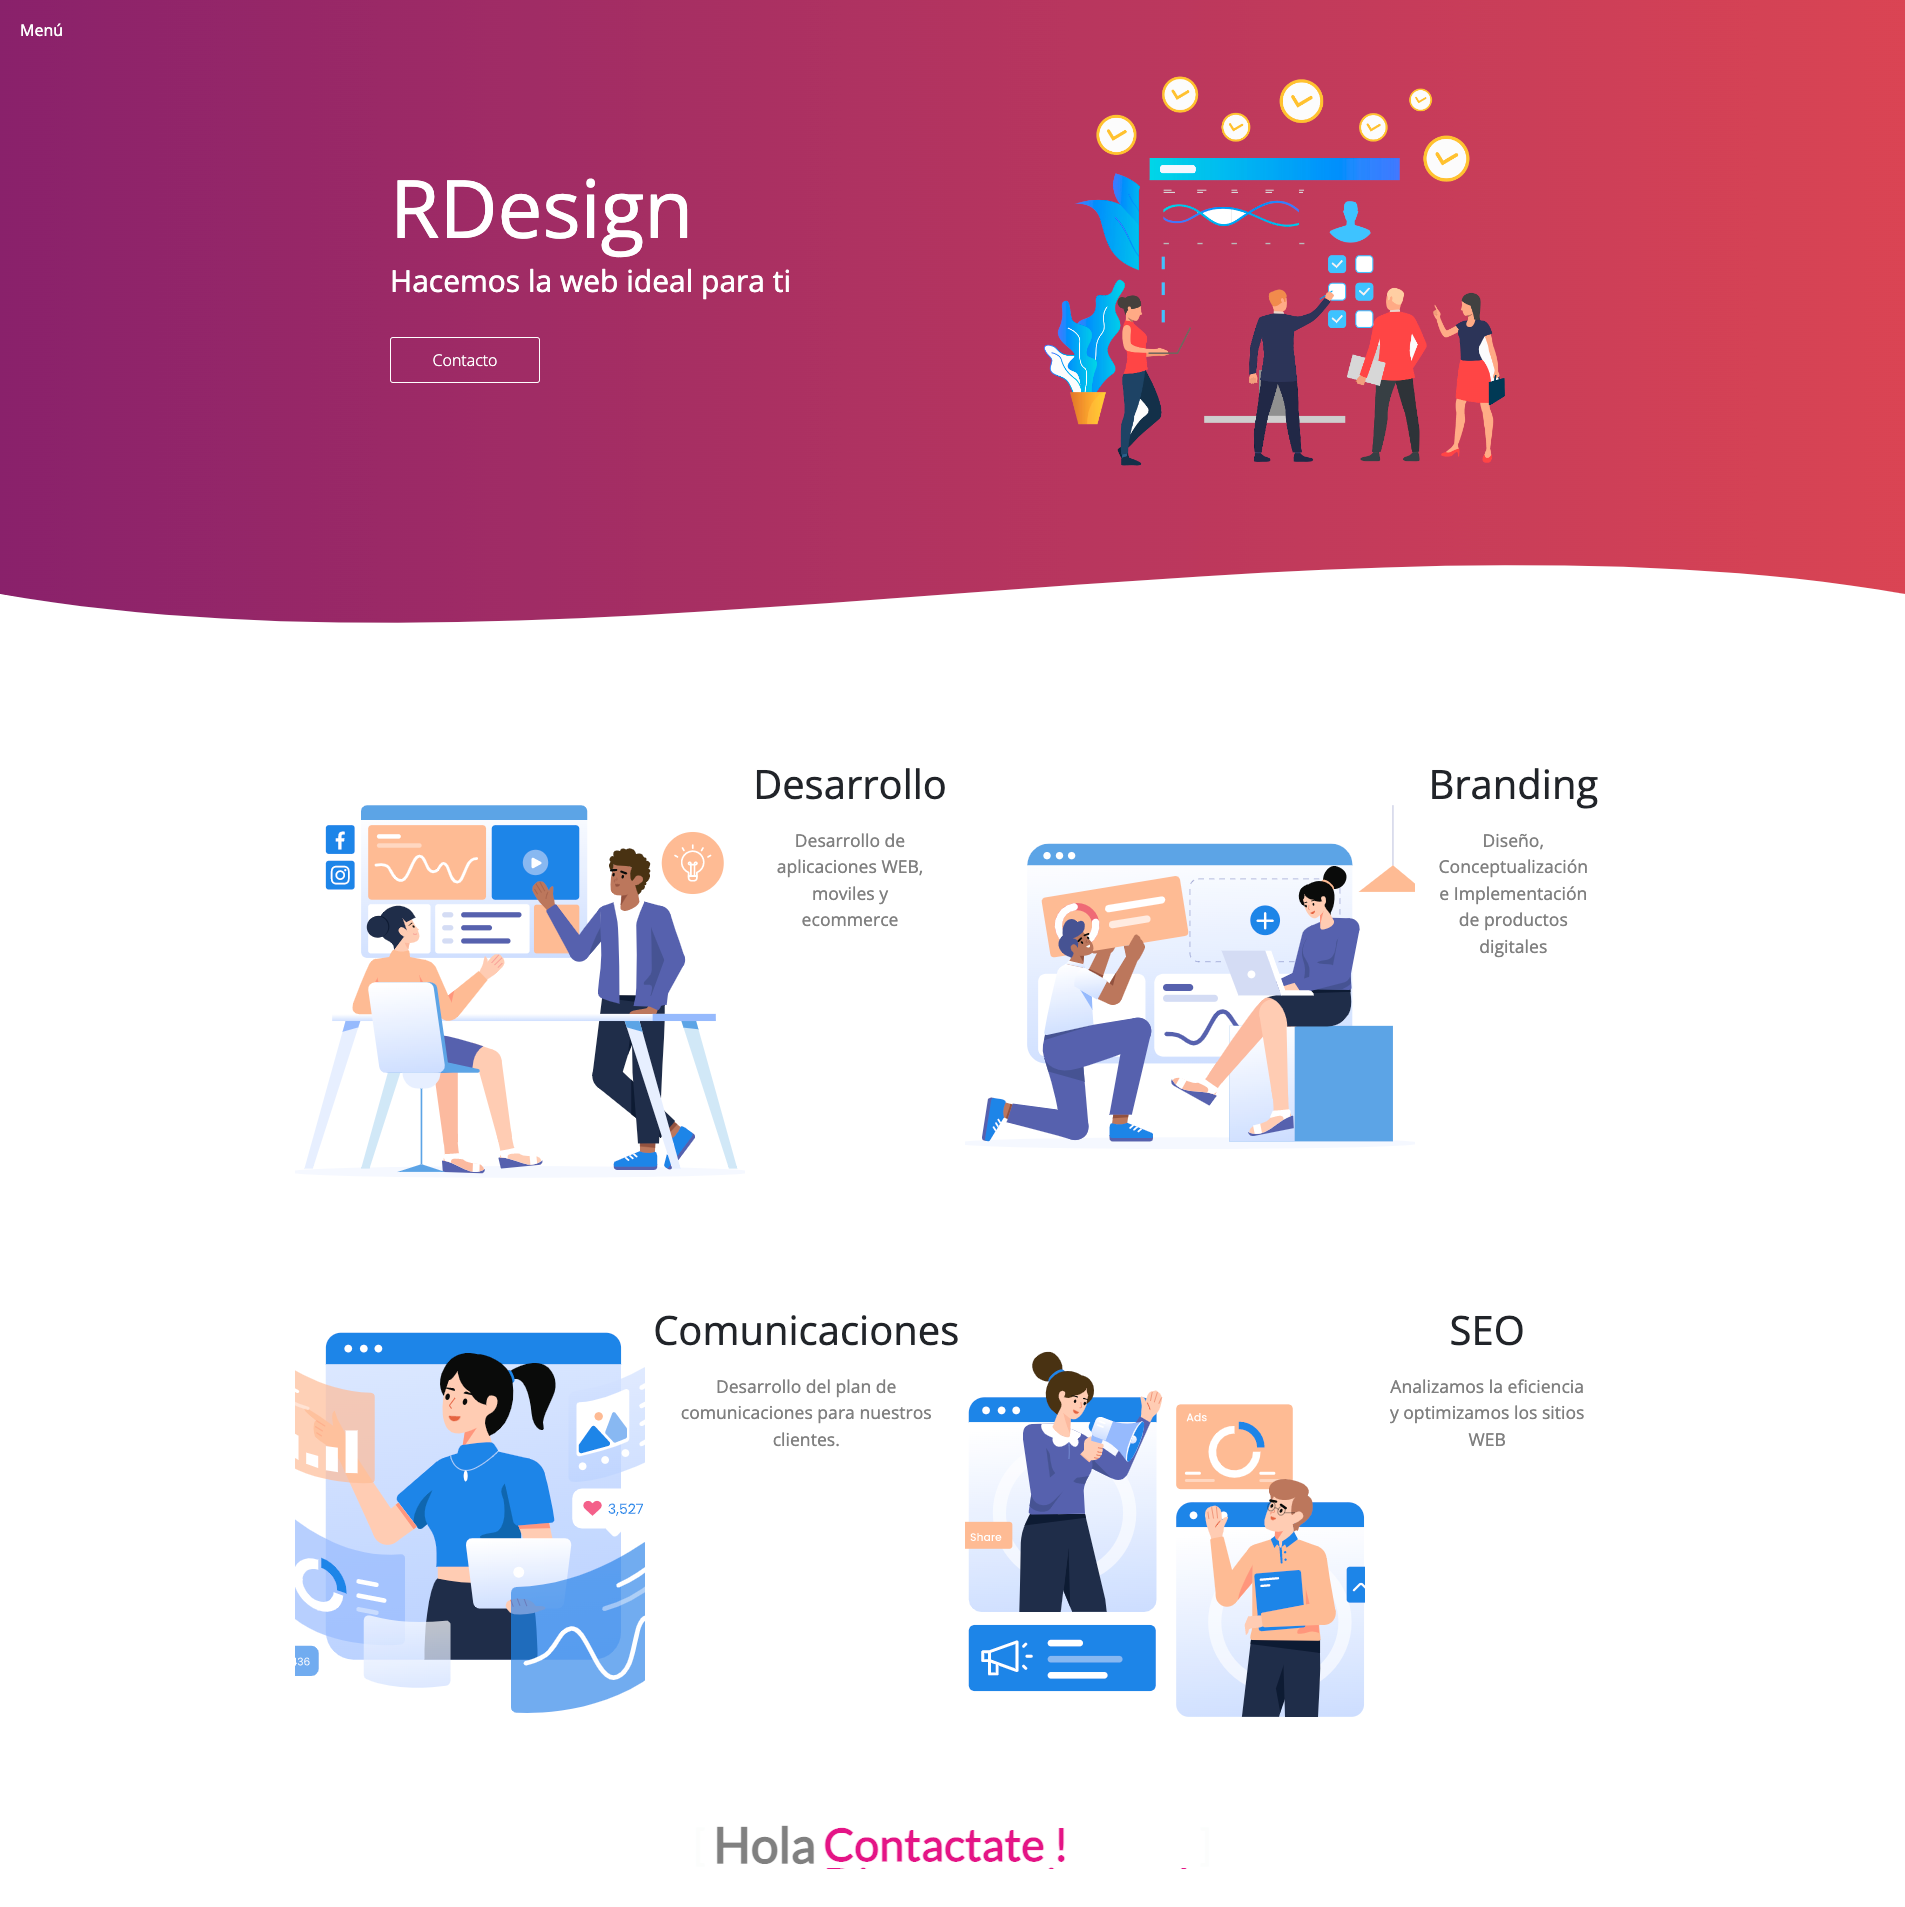 Menú
RDesign
Hacemos la web ideal para ti
Contacto
Desarrollo
Desarrollo de
aplicaciones WEB,
moviles y
ecommerce
Branding
Diseño,
Conceptualización
e Implementación
de productos
digitales
Comunicaciones
Desarrollo del plan de
comunicaciones para nuestros
clientes.
3,527
SEO
Analizamos la eficiencia
y optimizamos los sitios
WEB
Ads
Share
Hola Contactate !